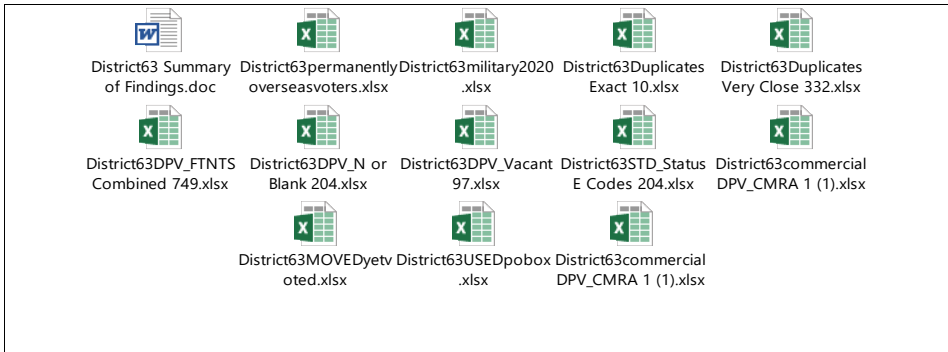 District63 Summary District63permanently District63military2020 District63Duplicates District63Duplicates
of Findings.doc overseasvoters.xlsx .xlsx Exact 10.xlsx Very Close 332.xlsx
District63DPV_FTNTS District63DPV_N or District63DPV_Vacant District63STD_Status District63commercial
Combined 749.xlsx Blank 204.xlsx 97.xlsx E Codes 204.xlsx DPV_CMRA 1 (1).xlsx
District63MOVEDyetv District63USEDpobox District63commercial
oted.xlsx .xlsx DPV_CMRA 1 (1).xlsx